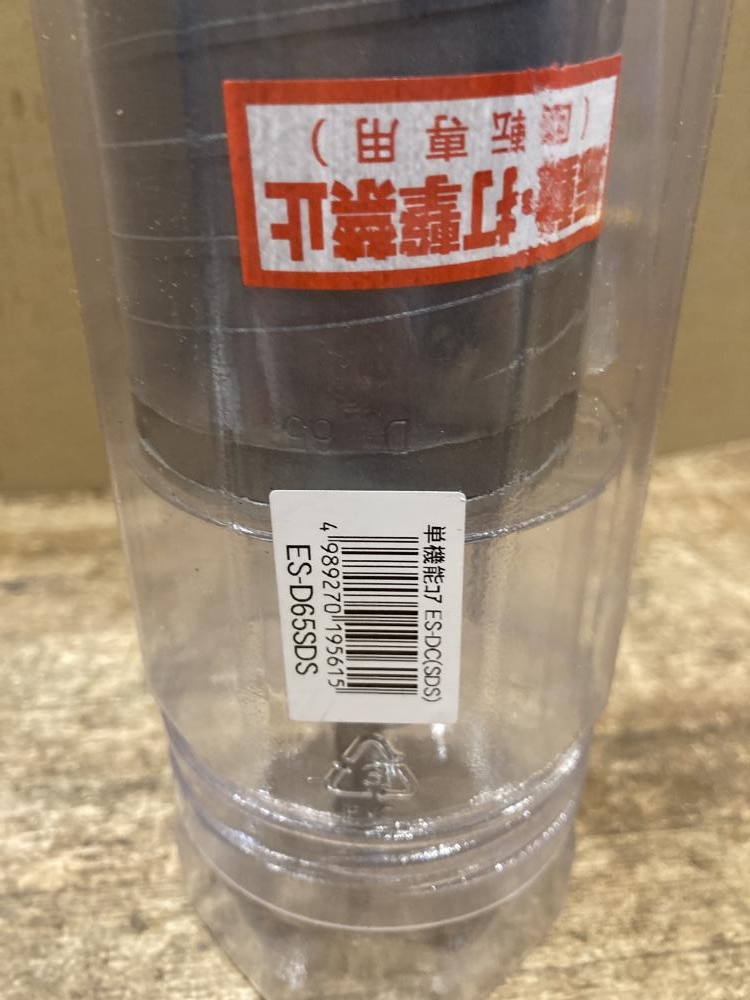 ・打撃禁止
（回転専用）
D 65
単機能ｺｱ ES-DC(SDS)
4 989270 195615
ES-D65SDS